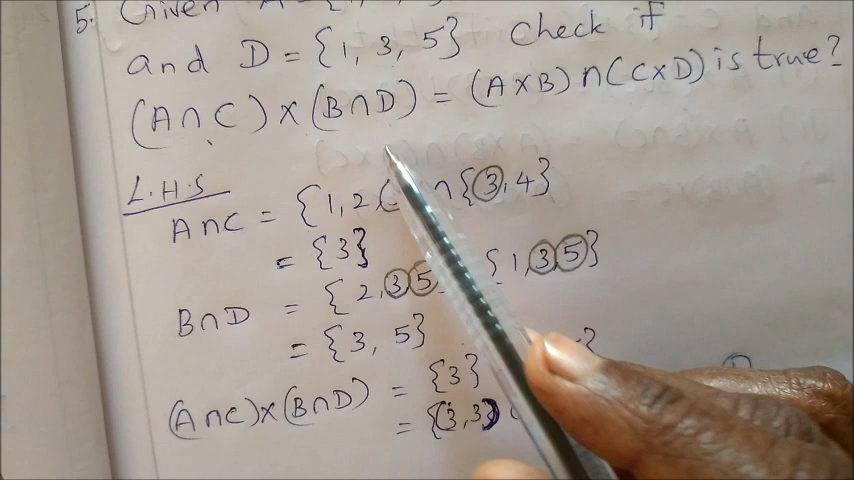 5. Given A = {1,
and D = {1, 3, 5} Check if
(A∩C) × (B∩D) = (A×B) ∩ (C×D) is true?
L.H.S
A∩C = {1, 2 ∩ {3, 4}
= {3}
B∩D = {2, 3 5 {1, 3 5}
= {3, 5}
(A∩C)×(B∩D) = {3} }
= {(3, 3)